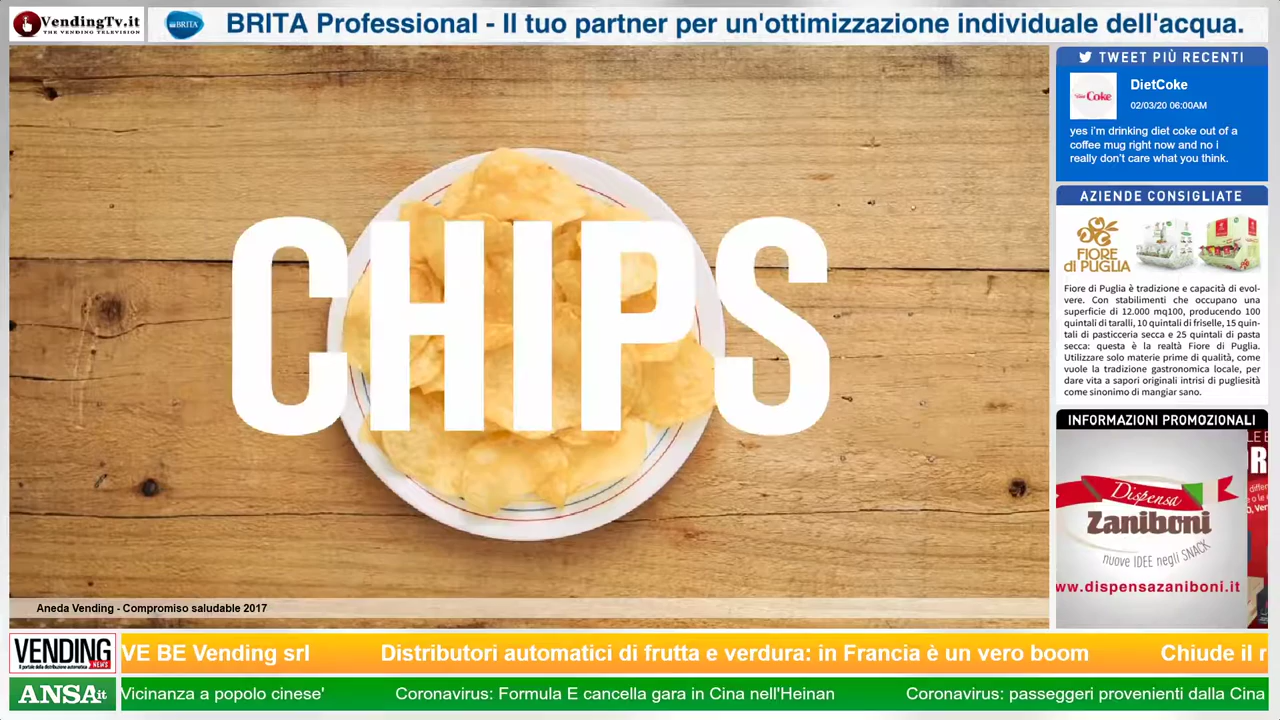 VendingTv.it
THE VENDING TELEVISION
BRITA
BRITA Professional - Il tuo partner per un'ottimizzazione individuale dell'acqua.
CHIPS
Aneda Vending - Compromiso saludable 2017
TWEET PIÙ RECENTI
DietCoke
Coke
02/03/20 06:00AM
yes i'm drinking diet coke out of a
coffee mug right now and no i
really don't care what you think.
AZIENDE CONSIGLIATE
FIORE
di PUGLIA
Fiore di Puglia è tradizione e capacità di evol-
vere. Con stabilimenti che occupano una
superficie di 12.000 mq100, producendo 100
quintali di taralli, 10 quintali di friselle, 15 quin-
tali di pasticceria secca e 25 quintali di pasta
secca: questa è la realtà Fiore di Puglia.
Utilizzare solo materie prime di qualità, come
vuole la tradizione gastronomica locale, per
dare vita a sapori originali intrisi di pugliesità
come sinonimo di mangiar sano.
INFORMAZIONI PROMOZIONALI
Dispensa
Zaniboni
nuove IDEE negli SNACK
www.dispensazaniboni.it
VENDING
NEWS
Il portale della distribuzione automatica
VE BE Vending srl
Distributori automatici di frutta e verdura: in Francia è un vero boom
Chiude il r
ANSA.it
Vicinanza a popolo cinese'
Coronavirus: Formula E cancella gara in Cina nell'Heinan
Coronavirus: passeggeri provenienti dalla Cina